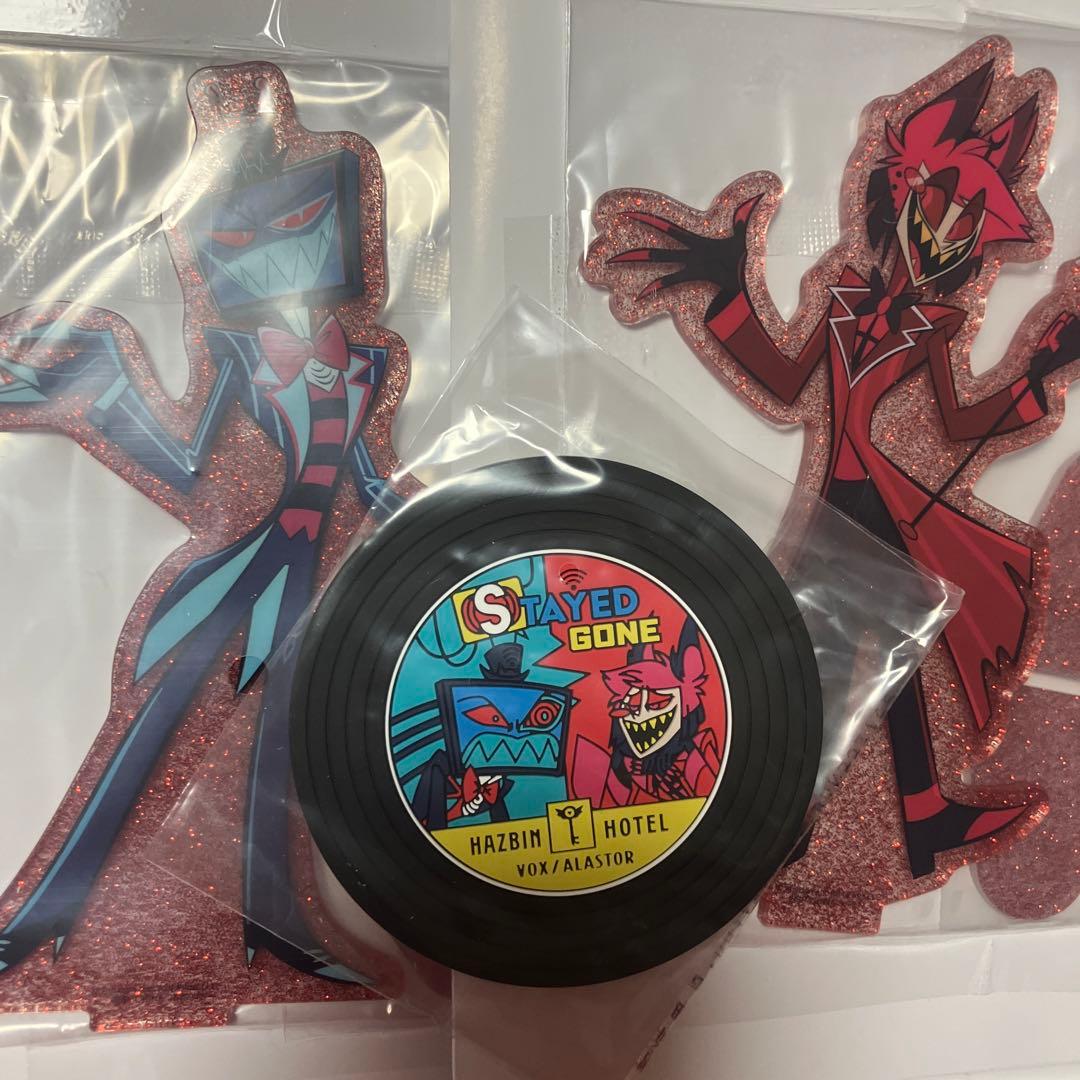 STAYED
GONE
HAZBIN HOTEL
VOX/ALASTOR